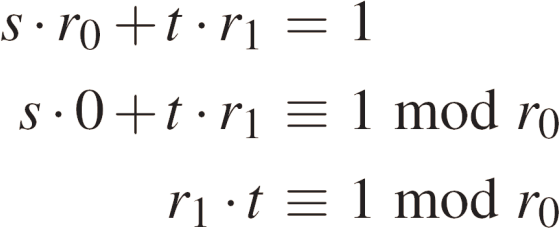 s · r₀ + t · r₁ = 1
s · 0 + t · r₁ ≡ 1 mod r₀
r₁ · t ≡ 1 mod r₀